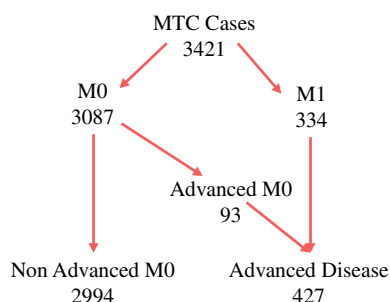 MTC Cases
3421
M0
3087
M1
334
Advanced M0
93
Non Advanced M0
2994
Advanced Disease
427